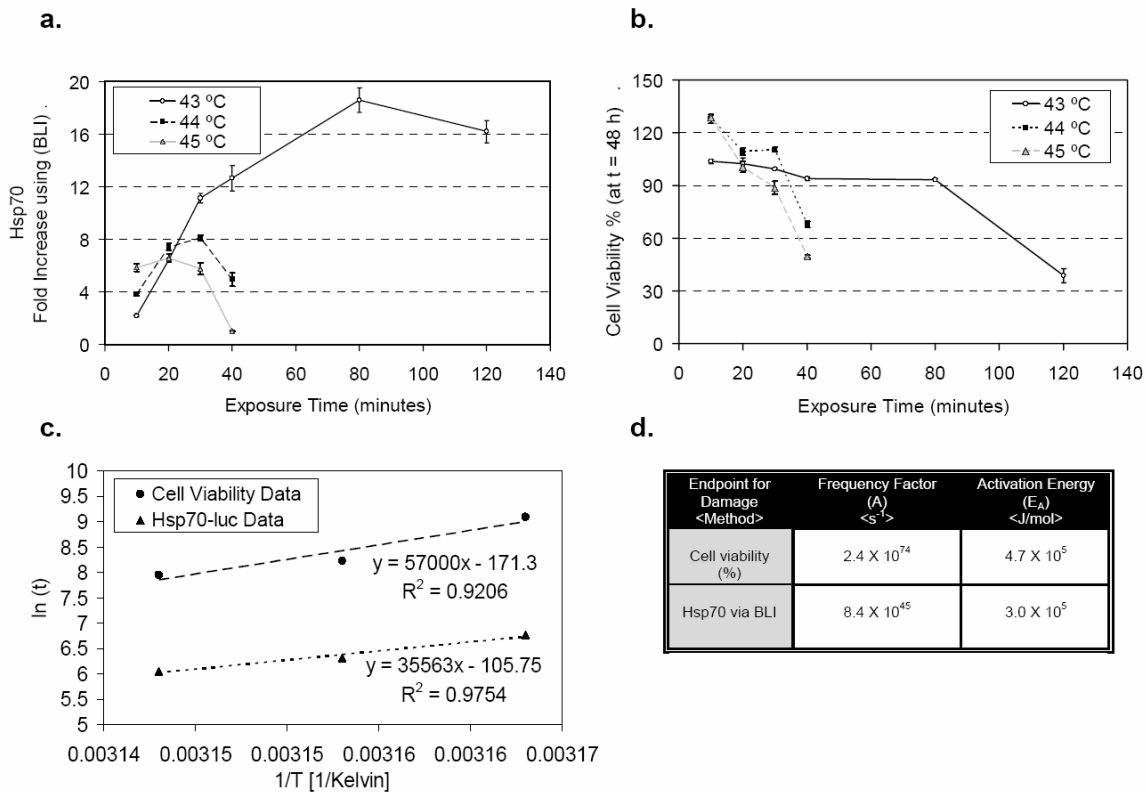 a.
Hsp70
Fold Increase using (BLI) .
20
16
12
8
4
0
43 ºC
44 ºC
45 ºC
0 20 40 60 80 100 120 140
Exposure Time (minutes)
b.
Cell Viability % (at t = 48 h) .
150
120
90
60
30
0
43 ºC
44 ºC
45 ºC
0 20 40 60 80 100 120 140
Exposure Time (minutes)
c.
ln (t)
10
9.5
9
8.5
8
7.5
7
6.5
6
5.5
5
Cell Viability Data
Hsp70-luc Data
y = 57000x - 171.3
R² = 0.9206
y = 35563x - 105.75
R² = 0.9754
0.00314 0.00315 0.00315 0.00316 0.00316 0.00317
1/T [1/Kelvin]
d.
Endpoint for
Damage
<Method>
Frequency Factor
(A)
<s⁻¹>
Activation Energy
(E_A)
<J/mol>
Cell viability
(%)
2.4 X 10⁷⁴
4.7 X 10⁵
Hsp70 via BLI
8.4 X 10⁴⁵
3.0 X 10⁵